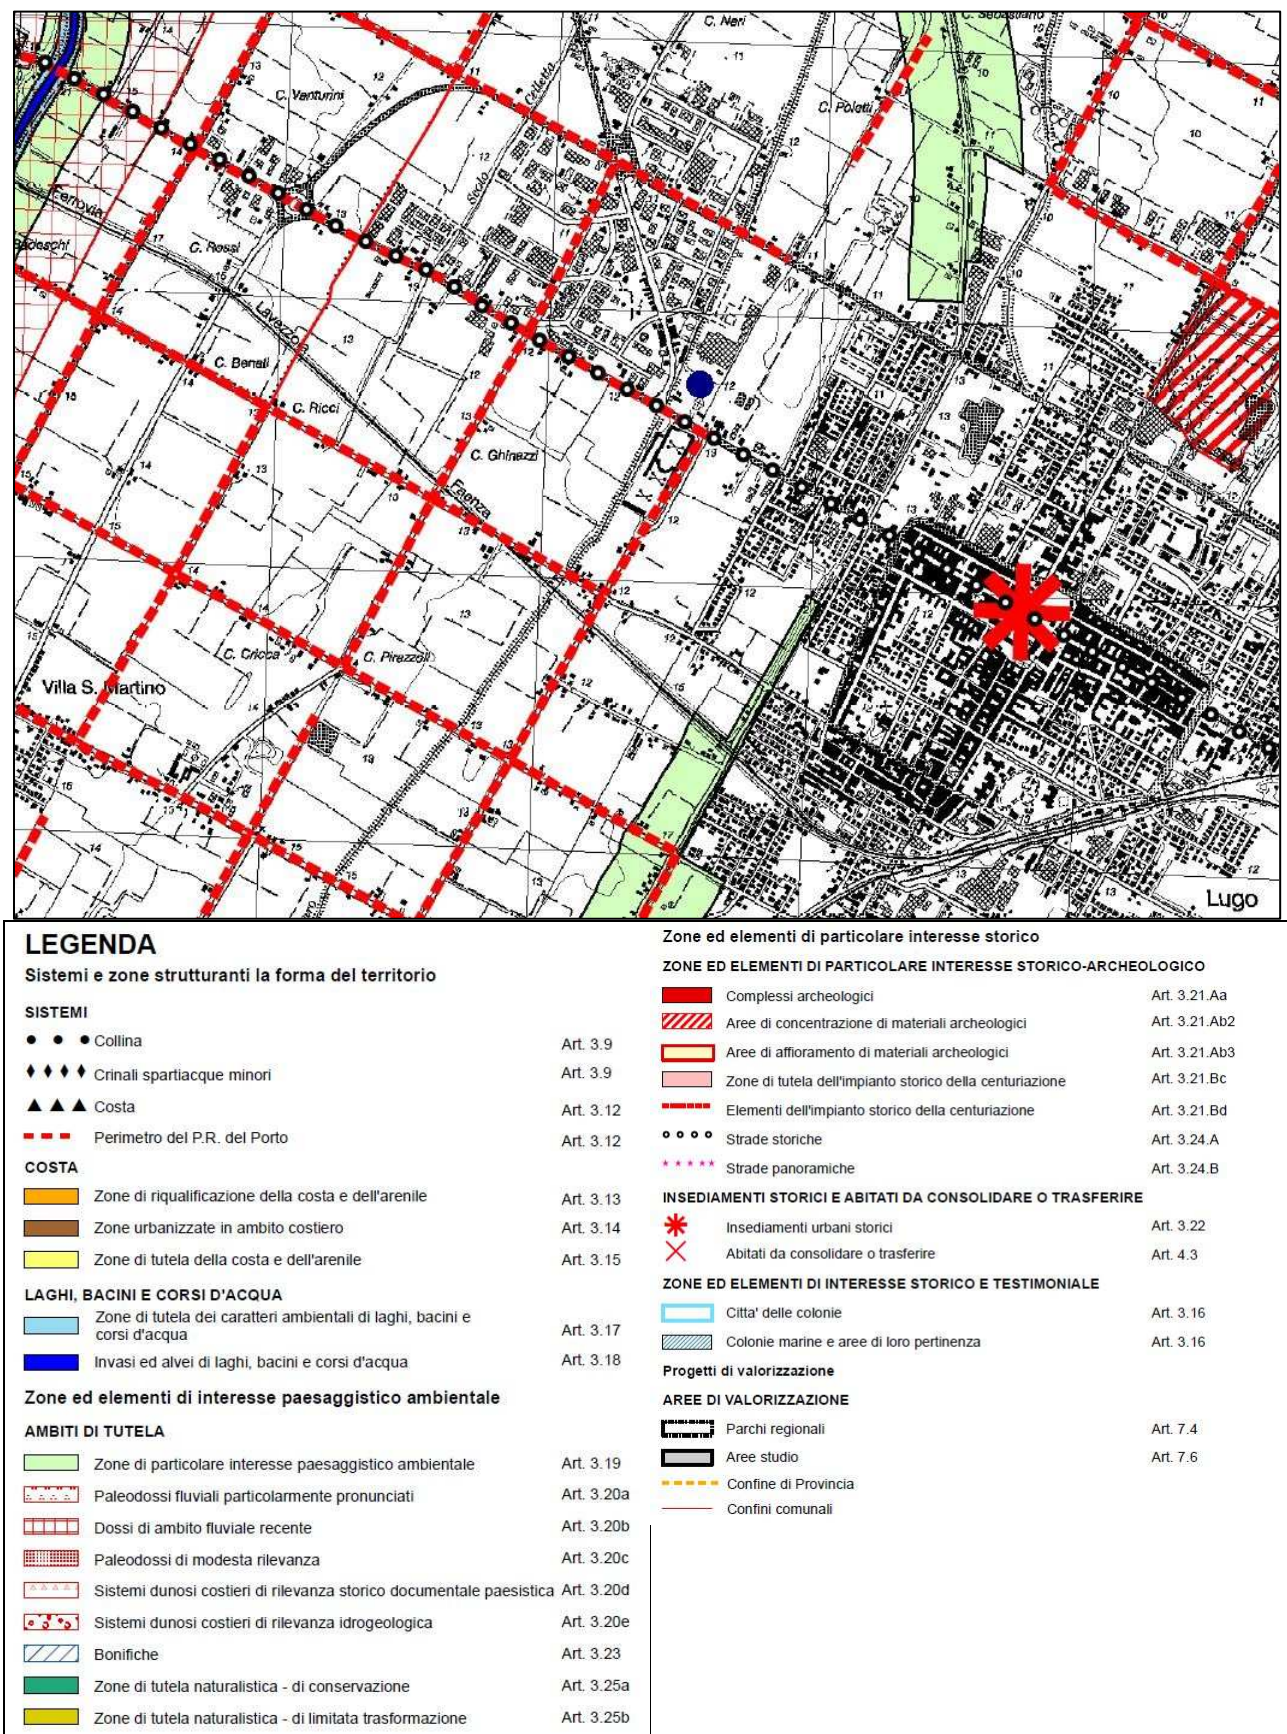 C. Neri
C. Sebastiano
C. Venturini
Celletta
C. Poletti
Scolo
Ferrovia
Badeschi
C. Rossi
Lavezzola
C. Benati
C. Ricci
C. Ghinazzi
Faenza
C. Cricca
C. Pirazzoli
Villa S. Martino
Lugo
LEGENDA
Sistemi e zone strutturanti la forma del territorio
SISTEMI
Collina Art. 3.9
Crinali spartiacque minori Art. 3.9
Costa Art. 3.12
Perimetro del P.R. del Porto Art. 3.12
COSTA
Zone di riqualificazione della costa e dell'arenile Art. 3.13
Zone urbanizzate in ambito costiero Art. 3.14
Zone di tutela della costa e dell'arenile Art. 3.15
LAGHI, BACINI E CORSI D'ACQUA
Zone di tutela dei caratteri ambientali di laghi, bacini e
corsi d'acqua Art. 3.17
Invasi ed alvei di laghi, bacini e corsi d'acqua Art. 3.18
Zone ed elementi di interesse paesaggistico ambientale
AMBITI DI TUTELA
Zone di particolare interesse paesaggistico ambientale Art. 3.19
Paleodossi fluviali particolarmente pronunciati Art. 3.20a
Dossi di ambito fluviale recente Art. 3.20b
Paleodossi di modesta rilevanza Art. 3.20c
Sistemi dunosi costieri di rilevanza storico documentale paesistica Art. 3.20d
Sistemi dunosi costieri di rilevanza idrogeologica Art. 3.20e
Bonifiche Art. 3.23
Zone di tutela naturalistica - di conservazione Art. 3.25a
Zone di tutela naturalistica - di limitata trasformazione Art. 3.25b
Zone ed elementi di particolare interesse storico
ZONE ED ELEMENTI DI PARTICOLARE INTERESSE STORICO-ARCHEOLOGICO
Complessi archeologici Art. 3.21.Aa
Aree di concentrazione di materiali archeologici Art. 3.21.Ab2
Aree di affioramento di materiali archeologici Art. 3.21.Ab3
Zone di tutela dell'impianto storico della centuriazione Art. 3.21.Bc
Elementi dell'impianto storico della centuriazione Art. 3.21.Bd
Strade storiche Art. 3.24.A
Strade panoramiche Art. 3.24.B
INSEDIAMENTI STORICI E ABITATI DA CONSOLIDARE O TRASFERIRE
Insediamenti urbani storici Art. 3.22
Abitati da consolidare o trasferire Art. 4.3
ZONE ED ELEMENTI DI INTERESSE STORICO E TESTIMONIALE
Citta' delle colonie Art. 3.16
Colonie marine e aree di loro pertinenza Art. 3.16
Progetti di valorizzazione
AREE DI VALORIZZAZIONE
Parchi regionali Art. 7.4
Aree studio Art. 7.6
Confine di Provincia
Confini comunali